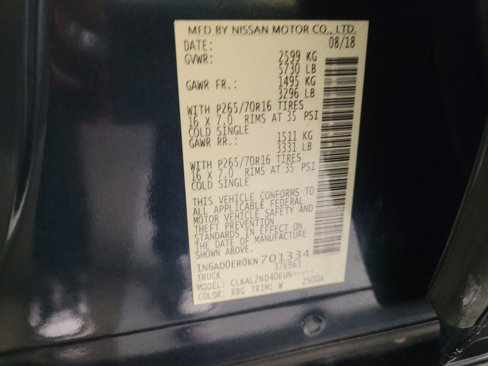 MFD BY NISSAN MOTOR CO., LTD.
DATE: 08/18
GVWR: 2599 KG
5730 LB
GAWR FR.: 1495 KG
3296 LB
WITH P265/70R16 TIRES
16 X 7.0 RIMS AT 35 PSI
COLD SINGLE
GAWR RR.: 1511 KG
3331 LB
WITH P265/70R16 TIRES
16 X 7.0 RIMS AT 35 PSI
COLD SINGLE
THIS VEHICLE CONFORMS TO
ALL APPLICABLE FEDERAL
MOTOR VEHICLE SAFETY AND
THEFT PREVENTION
STANDARDS IN EFFECT ON
THE DATE OF MANUFACTURE
SHOWN ABOVE.
1N6AD0ER0KN701334
TRUCK 376963
MODEL:
COLOR: RBG TRIM: W